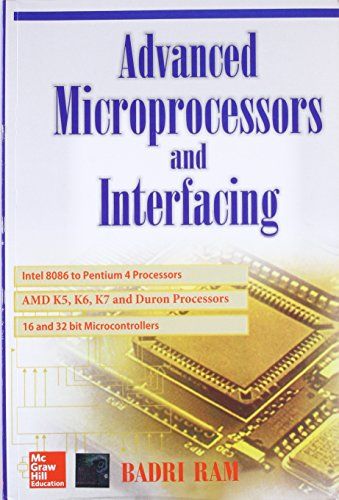 Advanced
Microprocessors
and
Interfacing
Intel 8086 to Pentium 4 Processors
AMD K5, K6, K7 and Duron Processors
16 and 32 bit Microcontrollers
Mc
Graw
Hill
Education
BADRI RAM